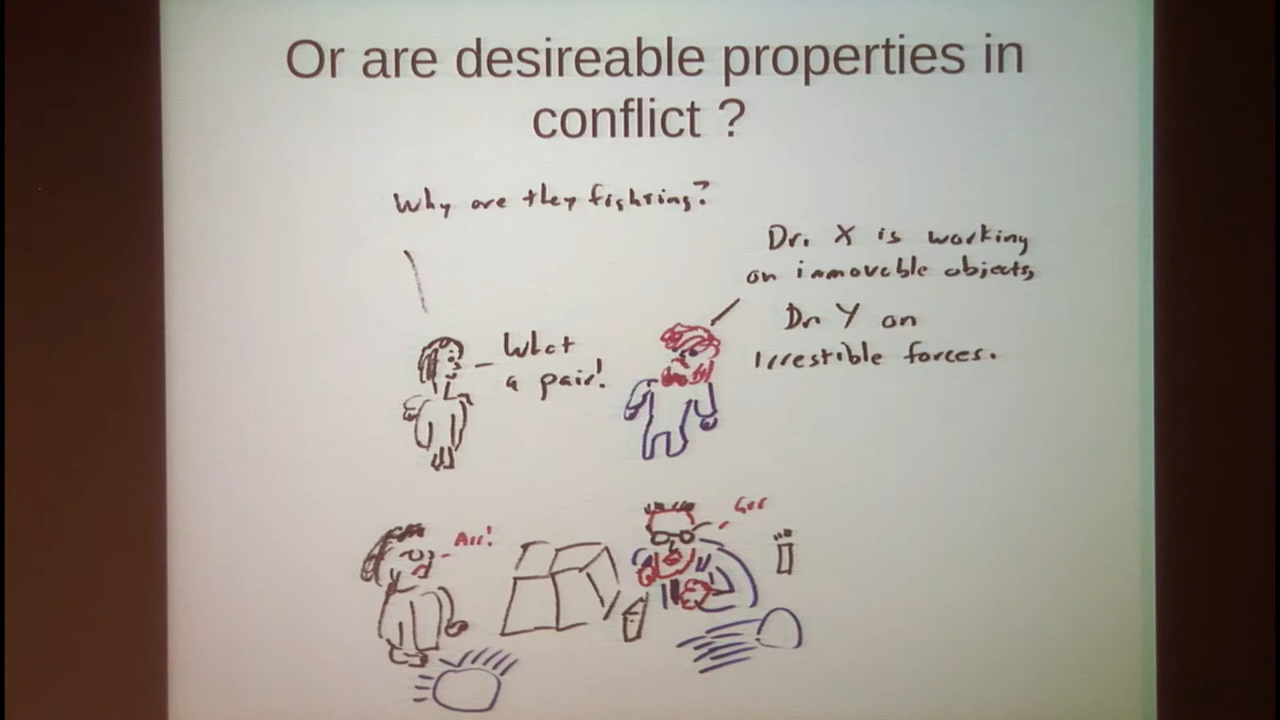 Or are desireable properties in
conflict ?
Why are they fighting?
Dr. X is working
on immovable objects,
Dr Y on
Irrestible forces.
What
a pair!
Arr!
Grr